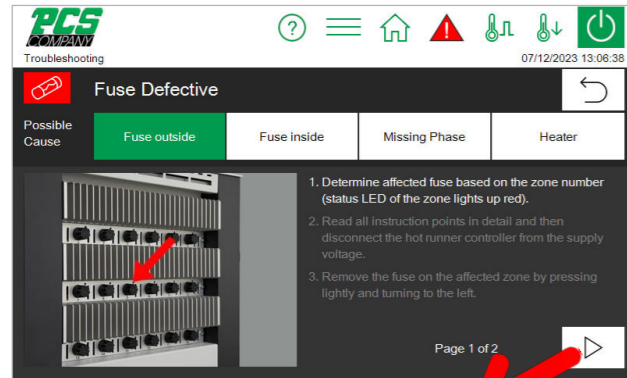 PCS
COMPANY
Troubleshooting
07/12/2023 13:06:38
Fuse Defective
Possible
Cause
Fuse outside
Fuse inside
Missing Phase
Heater
1. Determine affected fuse based on the zone number
(status LED of the zone lights
up red).
2. Read all instruction points in detail and then
disconnect the hot runner controller from the supply
voltage.
3. Remove the fuse on the affected zone by pressing
lightly and turning to the left.
Page 1 of 2